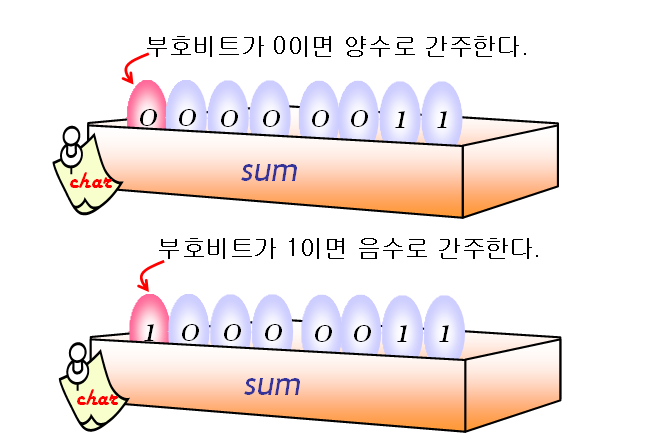 부호비트가 0이면 양수로 간주한다.
0 0 0 0 0 0 1 1
char
sum
부호비트가 1이면 음수로 간주한다.
1 0 0 0 0 0 1 1
char
sum